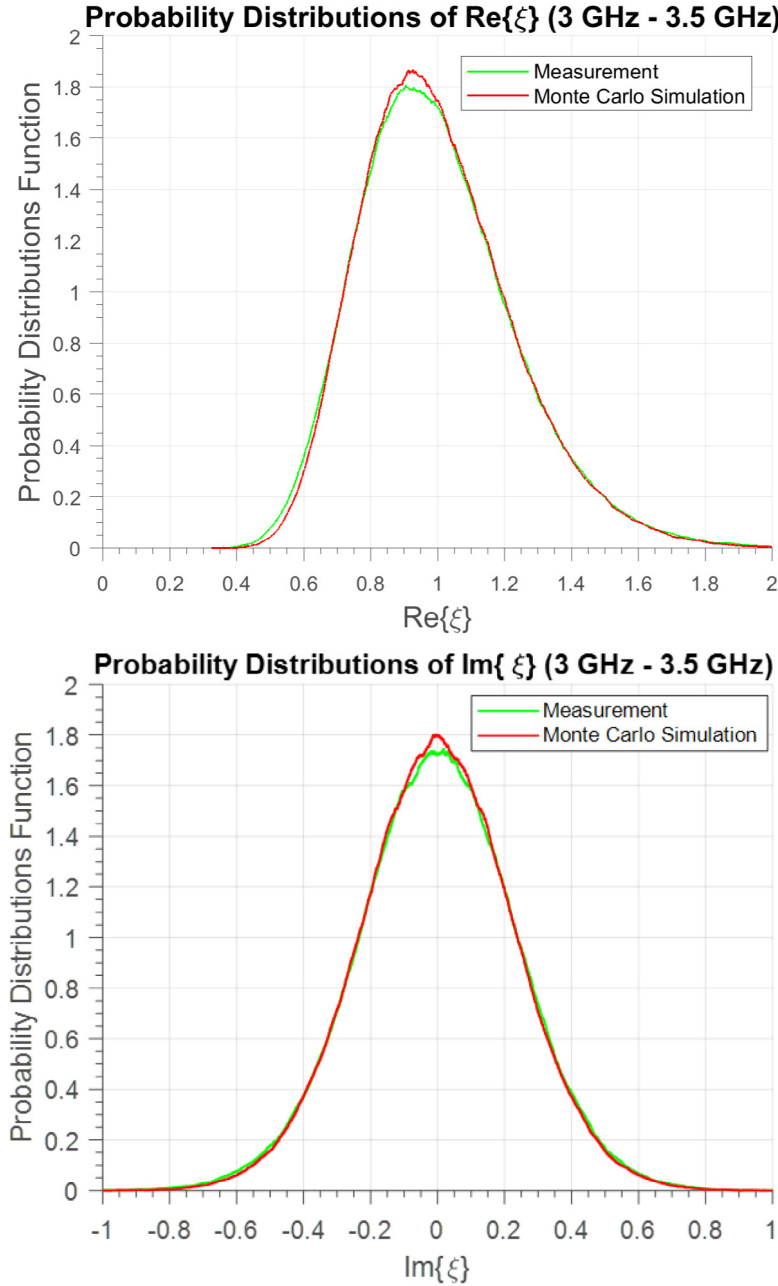 Probability Distributions of Re{ξ} (3 GHz - 3.5 GHz)
2
1.8
1.6
1.4
1.2
1
0.8
0.6
0.4
0.2
0
Probability Distributions Function
Measurement
Monte Carlo Simulation
0 0.2 0.4 0.6 0.8 1 1.2 1.4 1.6 1.8 2
Re{ξ}
Probability Distributions of Im{ ξ} (3 GHz - 3.5 GHz)
2
1.8
1.6
1.4
1.2
1
0.8
0.6
0.4
0.2
0
Probability Distributions Function
Measurement
Monte Carlo Simulation
-1 -0.8 -0.6 -0.4 -0.2 0 0.2 0.4 0.6 0.8 1
Im{ξ}